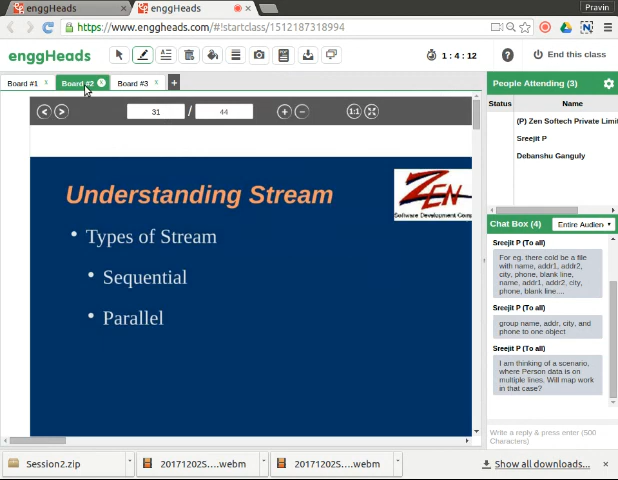 enggHeads
enggHeads
Pravin
https://www.enggheads.com/#!startclass/1512187318994
enggHeads
PDF
1 : 4 : 12
?
End this class
Board #1 x
Board #2 x
Board #3 x
+
31 / 44
1:1
Understanding Stream
ZEN
• Types of Stream
• Sequential
• Parallel
People Attending (3)
Status Name
(P) Zen Softech Private Limit
Sreejit P
Debanshu Ganguly
Chat Box (4)
Entire Audien
Sreejit P (To all)
For eg. there cold be a file
with name, addr1, addr2,
city, phone, blank line,
name, addr1, addr2, city,
phone, blank line....
Sreejit P (To all)
group name, addr, city, and
phone to one object
Sreejit P (To all)
I am thinking of a scenario,
where Person data is on
multiple lines. Will map work
in that case?
Write a reply & press enter (500
Characters)
Session2.zip
20171202S....webm
20171202S....webm
Show all downloads...